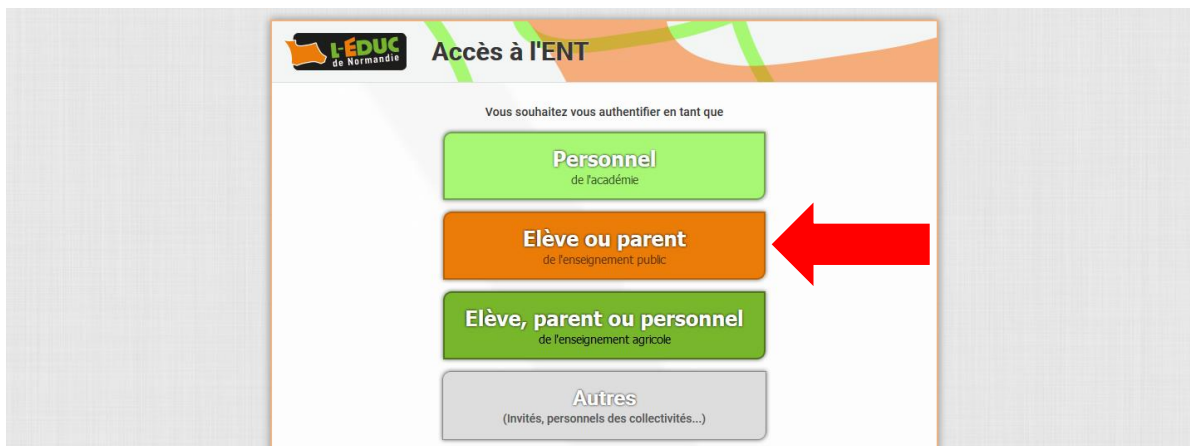 L·EDUC
de Normandie
Accès à l'ENT
Vous souhaitez vous authentifier en tant que
Personnel
de l'académie
Elève ou parent
de l'enseignement public
Elève, parent ou personnel
de l'enseignement agricole
Autres
(Invités, personnels des collectivités...)